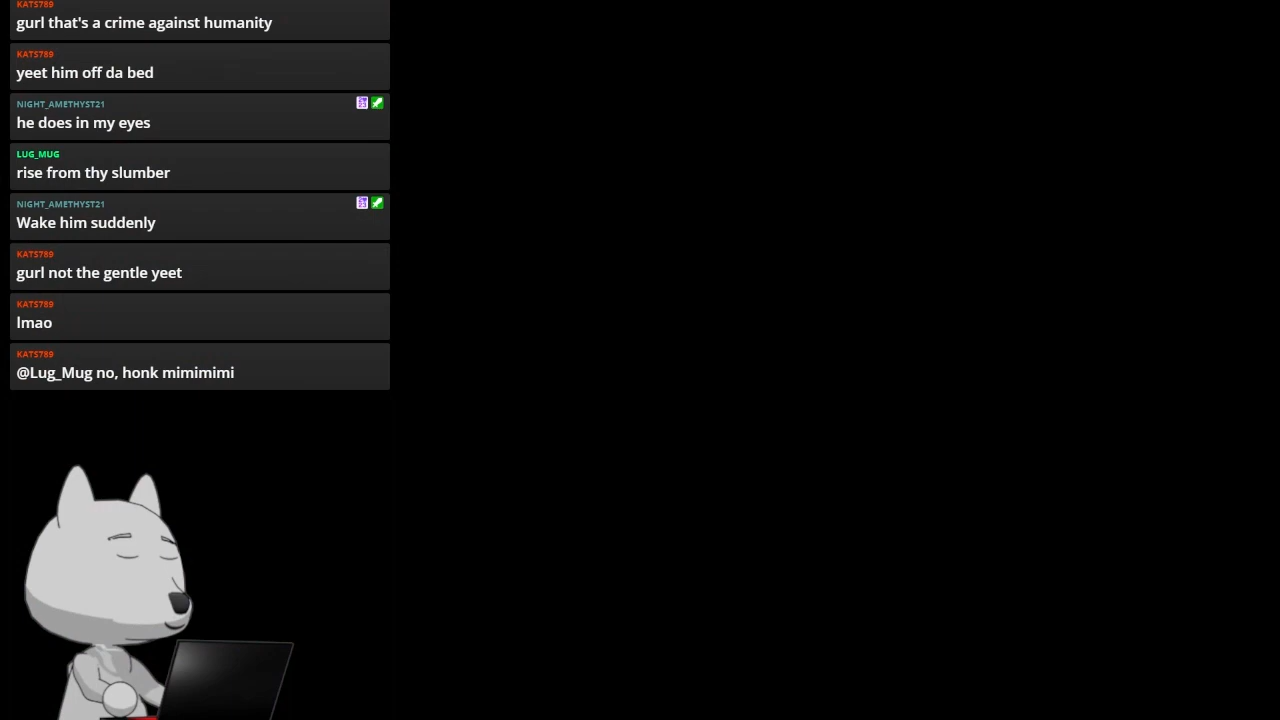 KATS789
gurl that's a crime against humanity
KATS789
yeet him off da bed
NIGHT_AMETHYST21
he does in my eyes
LUG_MUG
rise from thy slumber
NIGHT_AMETHYST21
Wake him suddenly
KATS789
gurl not the gentle yeet
KATS789
lmao
KATS789
@Lug_Mug no, honk mimimimi